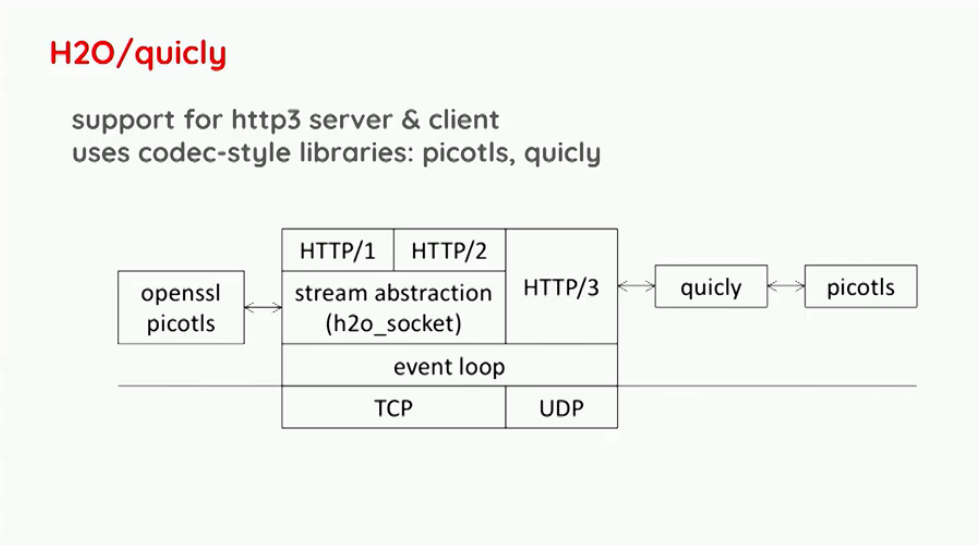 H2O/quicly
support for http3 server & client
uses codec-style libraries: picotls, quicly
HTTP/1
HTTP/2
HTTP/3
openssl
picotls
stream abstraction
(h2o_socket)
quicly
picotls
event loop
TCP
UDP